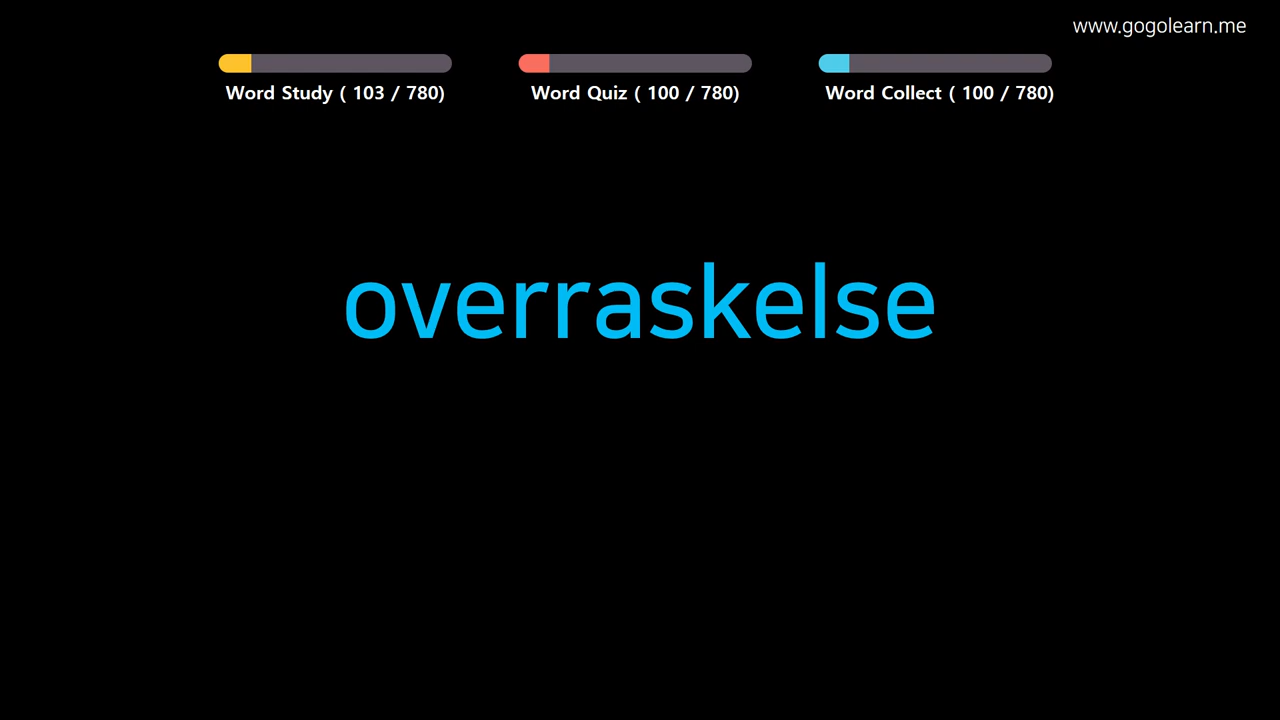 www.gogolearn.me
Word Study ( 103 / 780)
Word Quiz ( 100 / 780)
Word Collect ( 100 / 780)
overraskelse